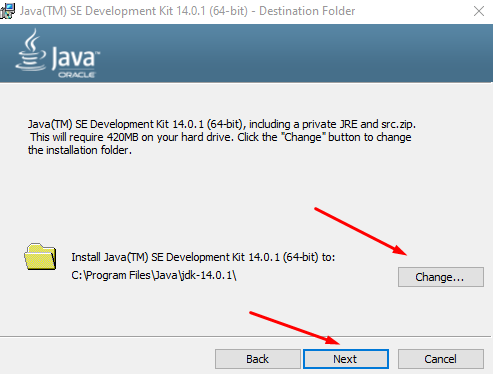 Java(TM) SE Development Kit 14.0.1 (64-bit) - Destination Folder
Java™
ORACLE
Java(TM) SE Development Kit 14.0.1 (64-bit), including a private JRE and src.zip.
This will require 420MB on your hard drive. Click the "Change" button to change
the installation folder.
Install Java(TM) SE Development Kit 14.0.1 (64-bit) to:
C:\Program Files\Java\jdk-14.0.1\
Change...
Back
Next
Cancel